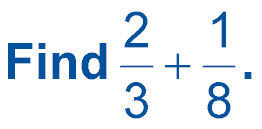 Find 2/3 + 1/8.